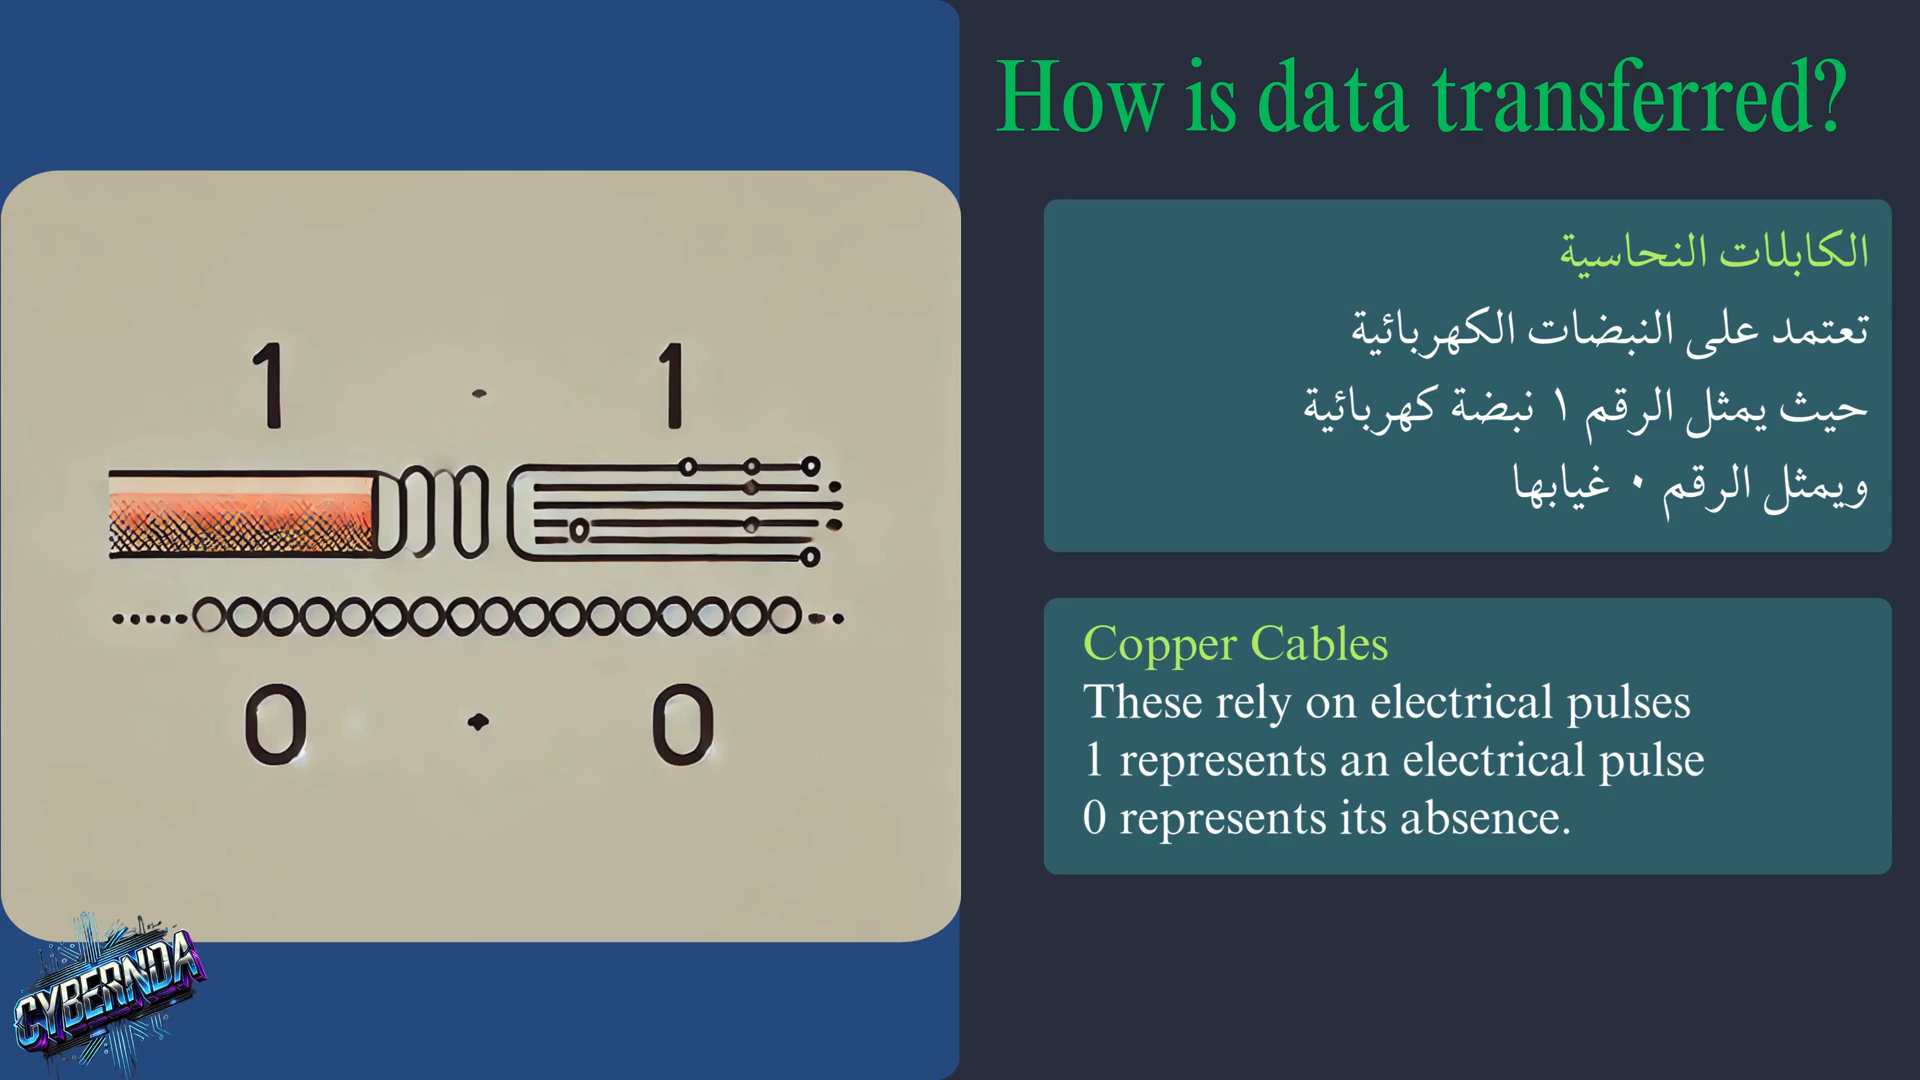 How is data transferred?
الكابلات النحاسية
تعتمد على النبضات الكهربائية
حيث يمثل الرقم ١ نبضة كهربائية
ويمثل الرقم ٠ غيابها
Copper Cables
These rely on electrical pulses
1 represents an electrical pulse
0 represents its absence.
1 1
0 0
CYBERNDA